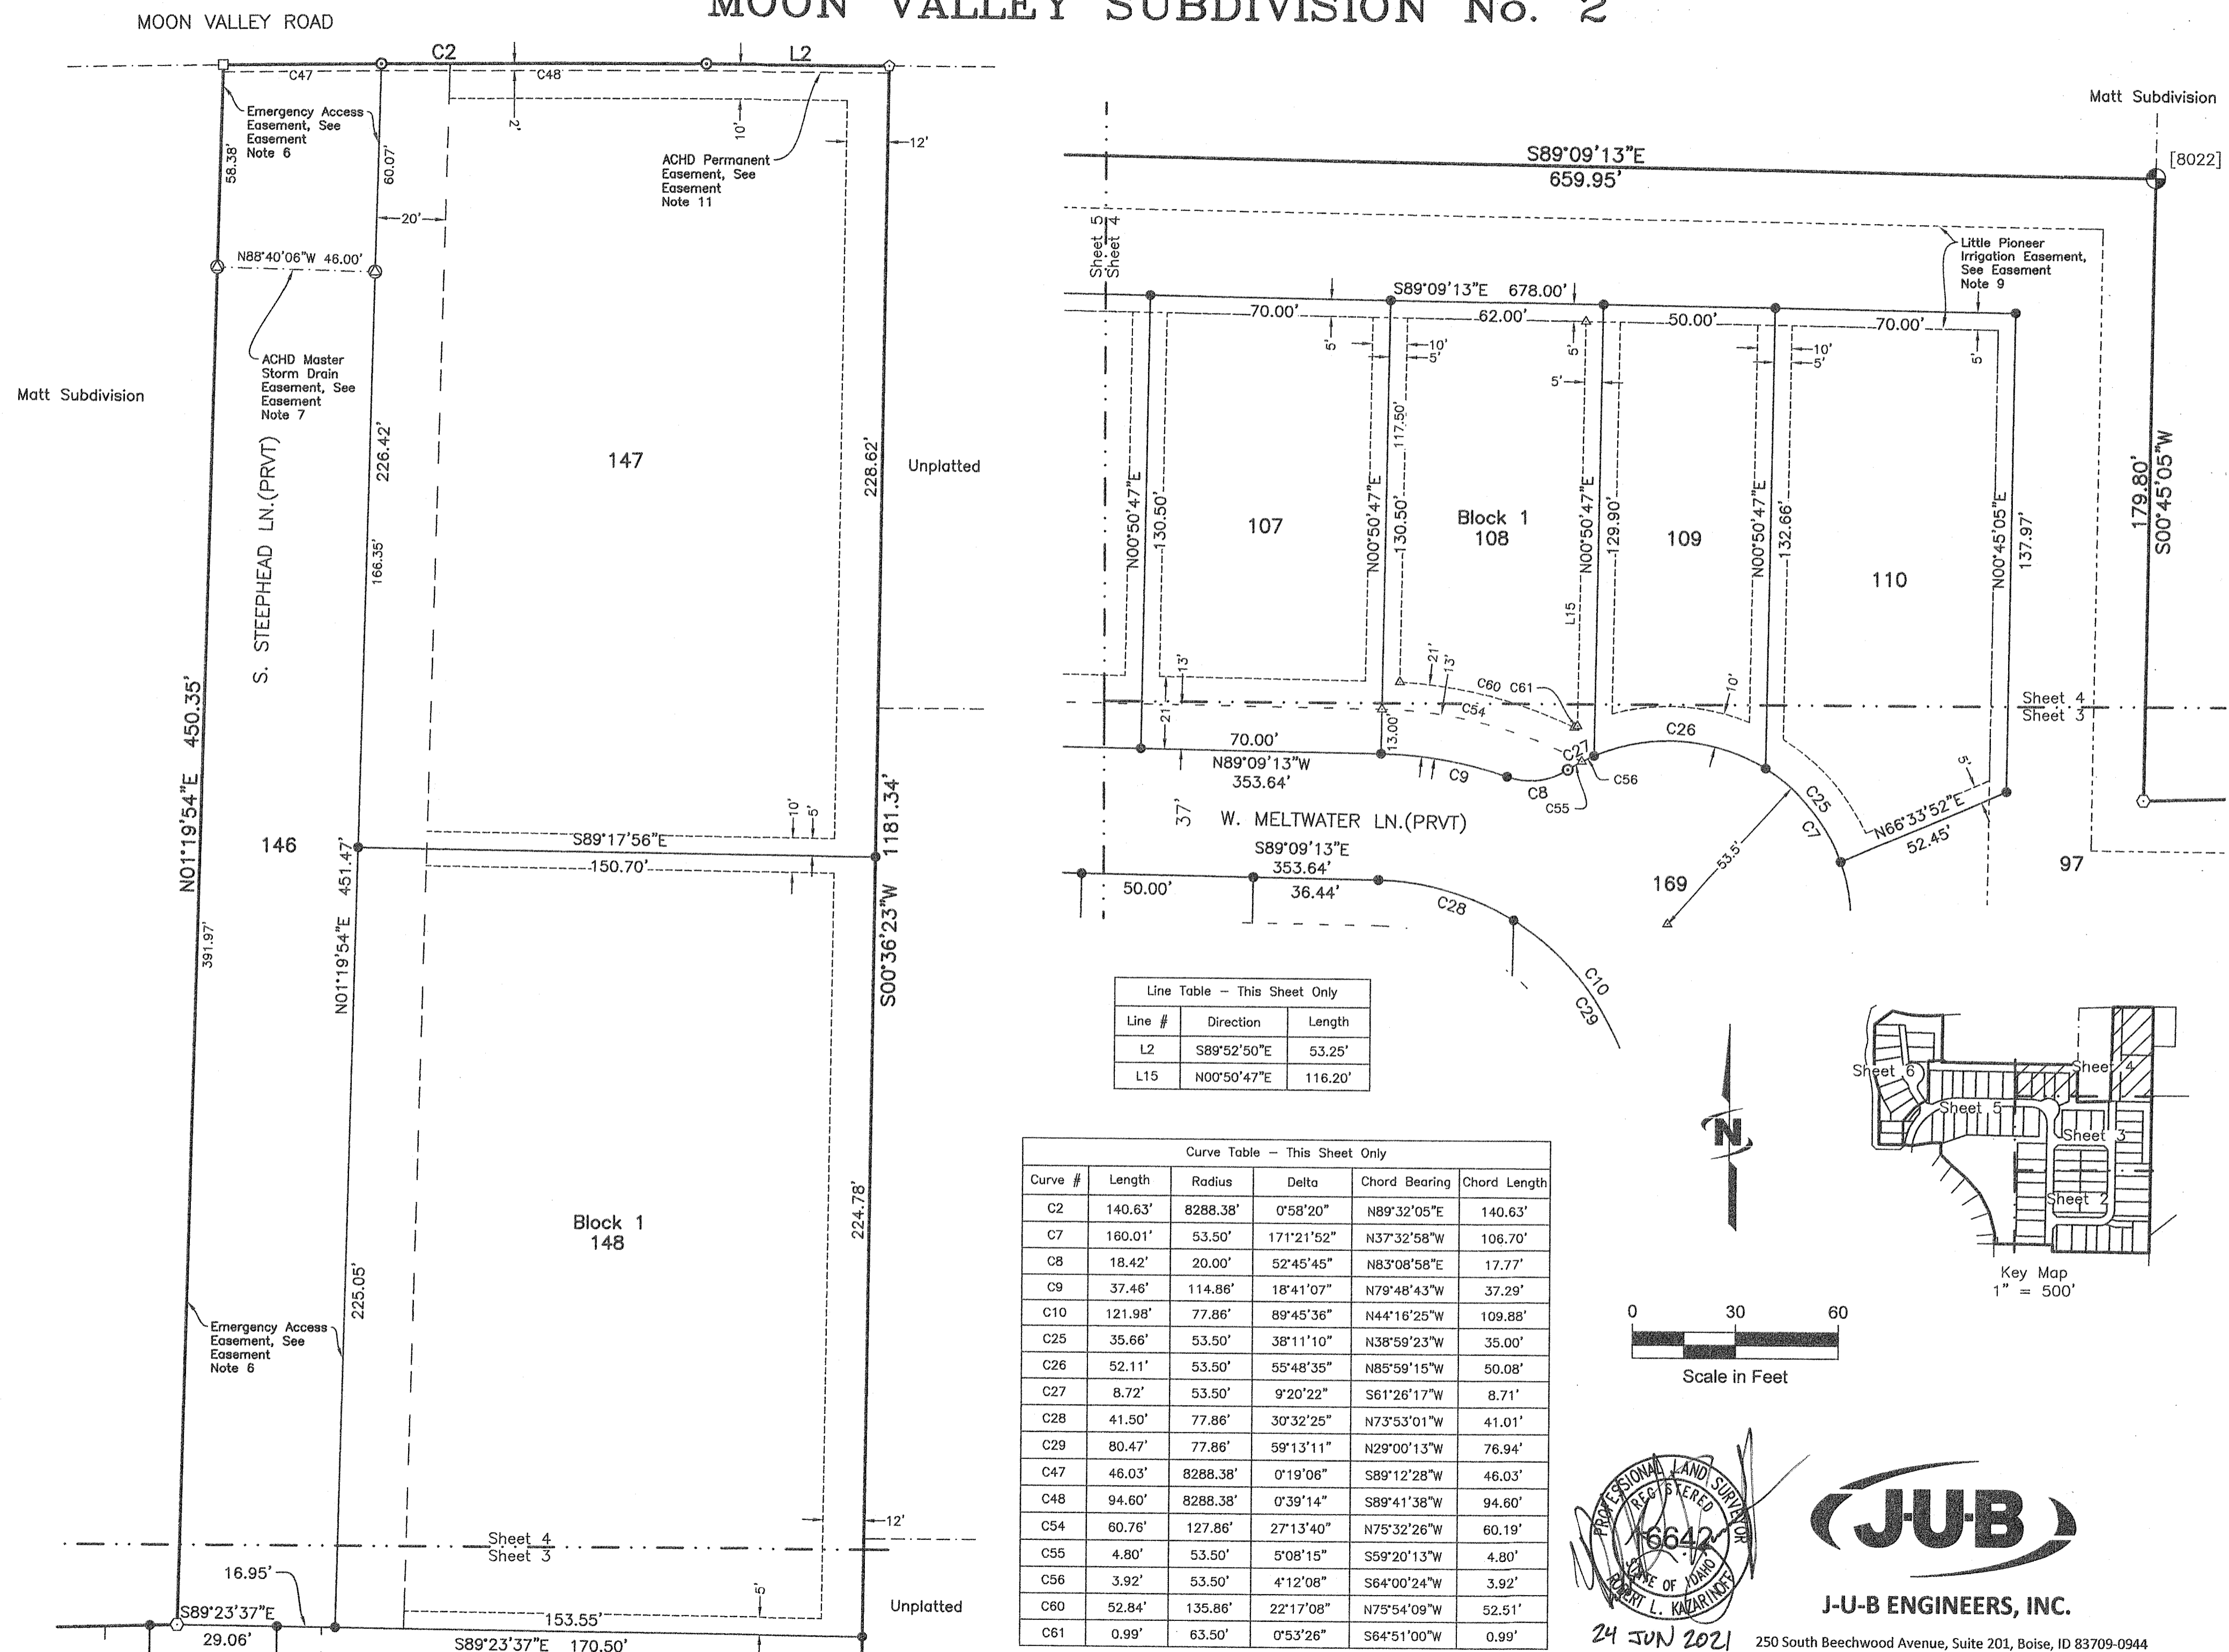 MOON VALLEY SUBDIVISION No. 2
MOON VALLEY ROAD
C2
L2
C47
C48
Emergency Access
Easement, See
Easement
Note 6
58.38'
60.07'
20'
2'
10'
12'
ACHD Permanent
Easement, See
Easement
Note 11
N88°40'06"W 46.00'
ACHD Master
Storm Drain
Easement, See
Easement
Note 7
Matt Subdivision
S. STEEPHEAD LN.(PRVT)
226.42'
166.35'
147
228.62'
Unplatted
N01°19'54"E 450.35'
146
391.97'
N01°19'54"E 451.47'
S89°17'56"E
150.70'
10'
5'
1181.34'
S00°36'23"W
Block 1
148
224.78'
225.05'
Emergency Access
Easement, See
Easement
Note 6
12'
Sheet 4
Sheet 3
16.95'
S89°23'37"E
29.06'
153.55'
5'
S89°23'37"E 170.50'
Unplatted
Matt Subdivision
[8022]
S89°09'13"E
659.95'
Sheet 5
Sheet 4
Little Pioneer
Irrigation Easement,
See Easement
Note 9
S89°09'13"E 678.00'
70.00'
62.00'
50.00'
70.00'
5'
10'
5'
5'
5'
10'
5'
5'
N00°50'47"E
130.50'
107
N00°50'47"E
117.50'
130.50'
Block 1
108
L15
N00°50'47"E
129.90'
109
N00°50'47"E
132.66'
110
N00°45'05"E
137.97'
179.80'
S00°45'05"W
13'
21'
21'
13'
C60 C61
C54
10'
C26
Sheet 4
Sheet 3
70.00'
N89°09'13"W
353.64'
13.00'
C9
C8
C27
C55
C56
C25
C7
5'
N66°33'52"E
52.45'
97
37'
W. MELTWATER LN.(PRVT)
S89°09'13"E
353.64'
50.00'
36.44'
C28
53.5'
169
C10
C29
Line Table – This Sheet Only
Line # Direction Length
L2 S89°52'50"E 53.25'
L15 N00°50'47"E 116.20'
Curve Table – This Sheet Only
Curve # Length Radius Delta Chord Bearing Chord Length
C2 140.63' 8288.38' 0°58'20" N89°32'05"E 140.63'
C7 160.01' 53.50' 171°21'52" N37°32'58"W 106.70'
C8 18.42' 20.00' 52°45'45" N83°08'58"E 17.77'
C9 37.46' 114.86' 18°41'07" N79°48'43"W 37.29'
C10 121.98' 77.86' 89°45'36" N44°16'25"W 109.88'
C25 35.66' 53.50' 38°11'10" N38°59'23"W 35.00'
C26 52.11' 53.50' 55°48'35" N85°59'15"W 50.08'
C27 8.72' 53.50' 9°20'22" S61°26'17"W 8.71'
C28 41.50' 77.86' 30°32'25" N73°53'01"W 41.01'
C29 80.47' 77.86' 59°13'11" N29°00'13"W 76.94'
C47 46.03' 8288.38' 0°19'06" S89°12'28"W 46.03'
C48 94.60' 8288.38' 0°39'14" S89°41'38"W 94.60'
C54 60.76' 127.86' 27°13'40" N75°32'26"W 60.19'
C55 4.80' 53.50' 5°08'15" S59°20'13"W 4.80'
C56 3.92' 53.50' 4°12'08" S64°00'24"W 3.92'
C60 52.84' 135.86' 22°17'08" N75°54'09"W 52.51'
C61 0.99' 63.50' 0°53'26" S64°51'00"W 0.99'
N
Sheet 6
Sheet 4
Sheet 5
Sheet 3
Sheet 2
Key Map
1" = 500'
0 30 60
Scale in Feet
PROFESSIONAL LAND SURVEYOR
REGISTERED
6642
STATE OF IDAHO
ROBERT L. KAZARINOFF
24 JUN 2021
J·U·B
J-U-B ENGINEERS, INC.
250 South Beechwood Avenue, Suite 201, Boise, ID 83709-0944